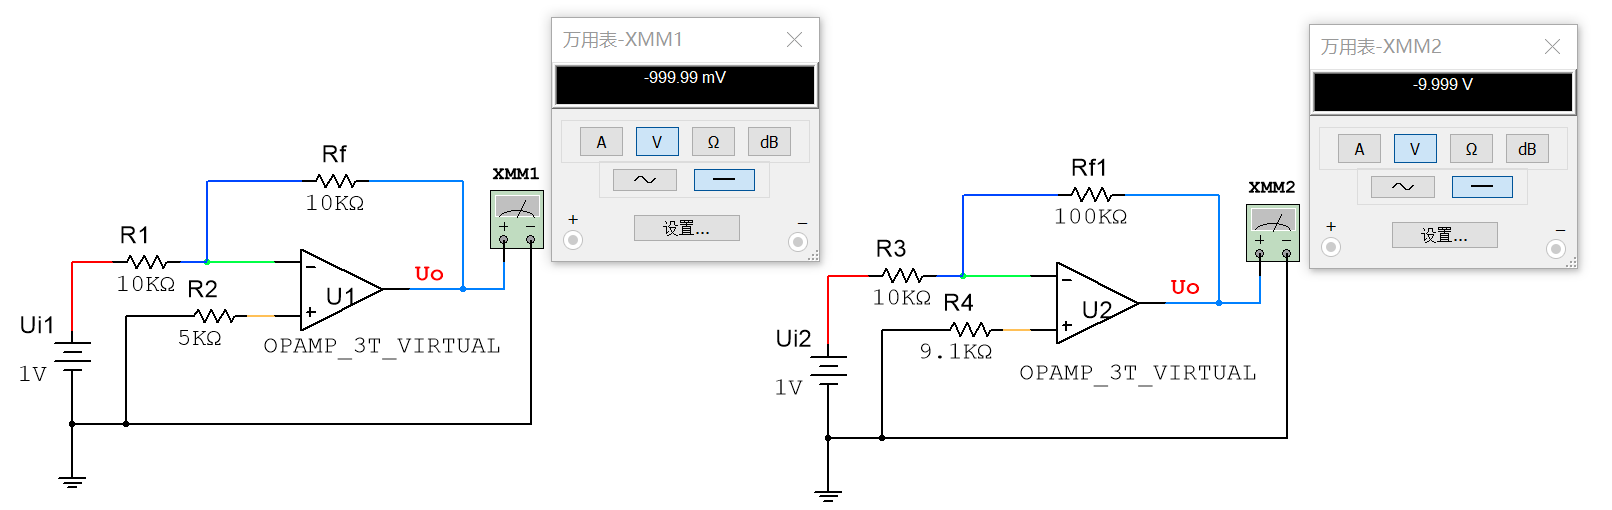 万用表-XMM1
-999.99 mV
A
V
Ω
dB
+
设置...
−
Rf
10KΩ
XMM1
+ −
R1
10KΩ
R2
5KΩ
−
+
U1
Uo
Ui1
1V
OPAMP_3T_VIRTUAL
万用表-XMM2
-9.999 V
A
V
Ω
dB
+
设置...
−
Rf1
100KΩ
XMM2
+ −
R3
10KΩ
R4
9.1KΩ
−
+
U2
Uo
Ui2
1V
OPAMP_3T_VIRTUAL